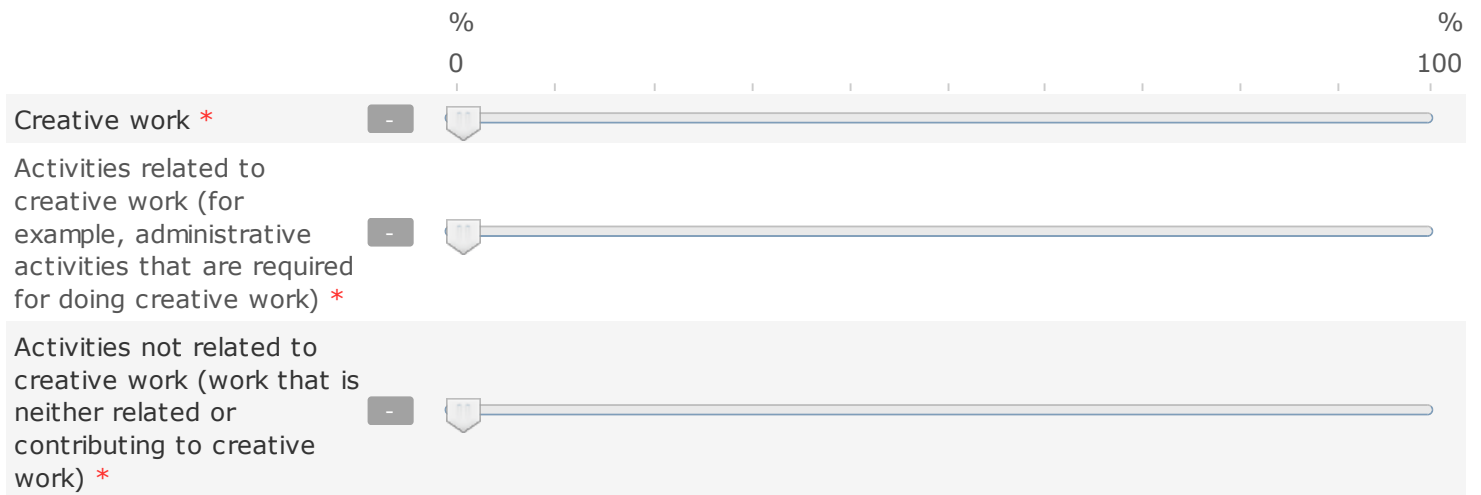 % %
0 100
Creative work * -
Activities related to
creative work (for
example, administrative
activities that are required
for doing creative work) *
-
Activities not related to
creative work (work that is
neither related or
contributing to creative
work) *
-